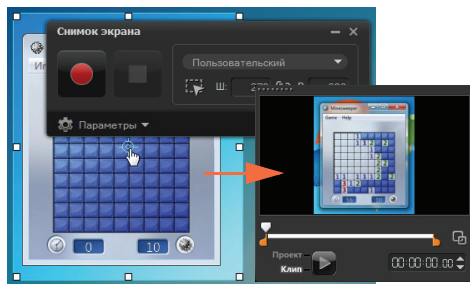 Снимок экрана
Пользовательский
Ш:
Параметры
0 10
Minesweeper
Game Help
Проект
Клип
00:00:00:00